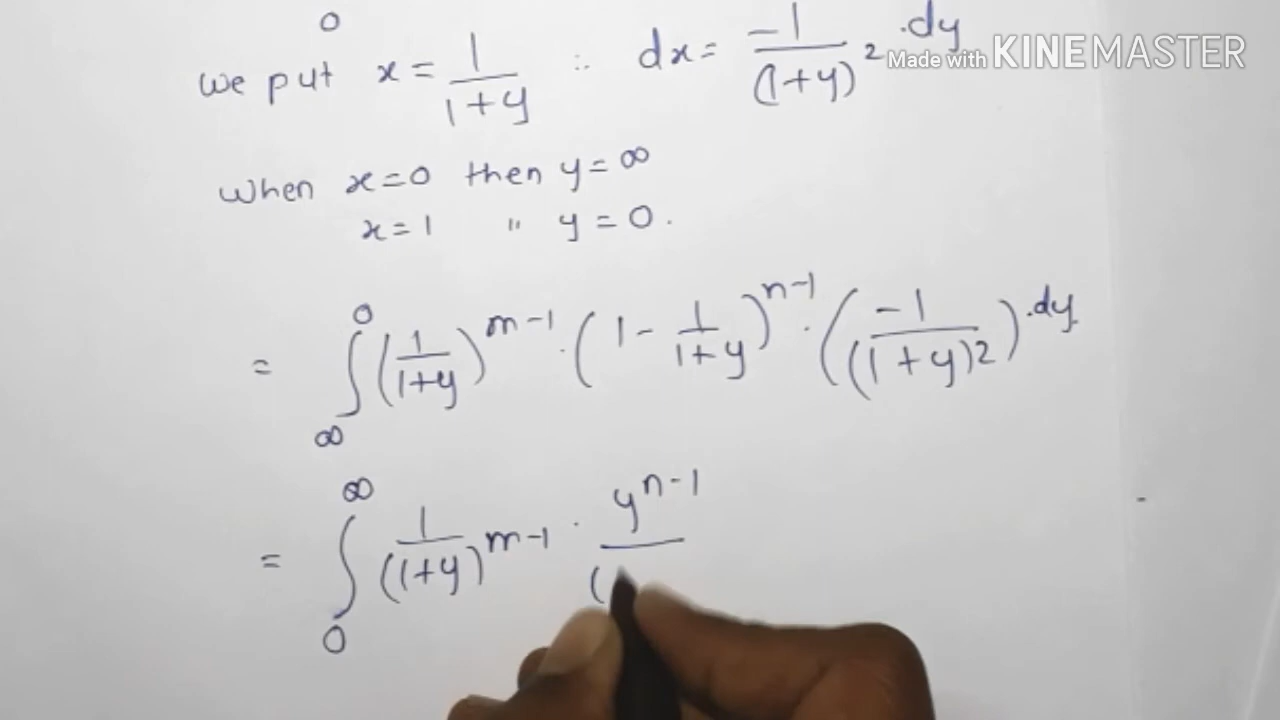 0
We put x = 1/(1+y) ∴ dx = -1/(1+y)² .dy
Made with KINEMASTER
When x=0 then y=∞
x=1 " y=0.
= ∫_∞^0 (1/(1+y))^(m-1) . (1 - 1/(1+y))^(n-1) . (-1/((1+y)2) .dy
= ∫_0^∞ 1/(1+y)^(m-1) . y^(n-1)/(